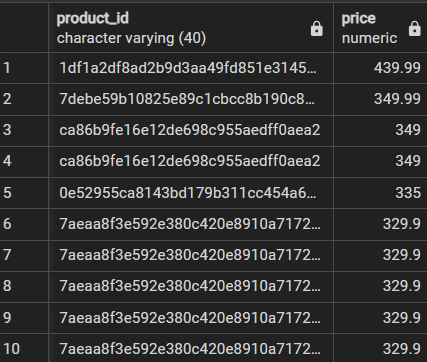 product_id price
character varying (40) numeric
1 1df1a2df8ad2b9d3aa49fd851e3145... 439.99
2 7debe59b10825e89c1cbcc8b190c8... 349.99
3 ca86b9fe16e12de698c955aedff0aea2 349
4 ca86b9fe16e12de698c955aedff0aea2 349
5 0e52955ca8143bd179b311cc454a6... 335
6 7aeaa8f3e592e380c420e8910a7172... 329.9
7 7aeaa8f3e592e380c420e8910a7172... 329.9
8 7aeaa8f3e592e380c420e8910a7172... 329.9
9 7aeaa8f3e592e380c420e8910a7172... 329.9
10 7aeaa8f3e592e380c420e8910a7172... 329.9